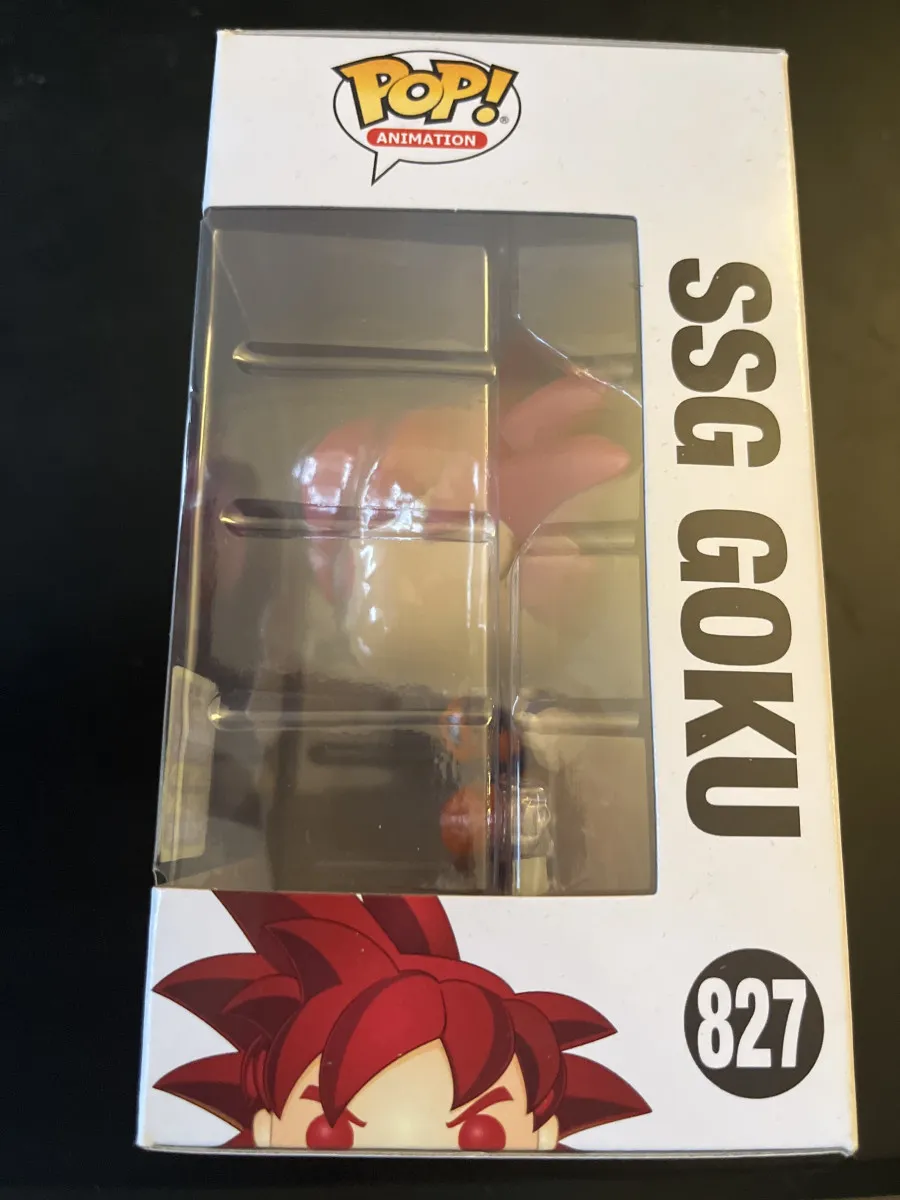 POP!®
ANIMATION
SSG GOKU
827